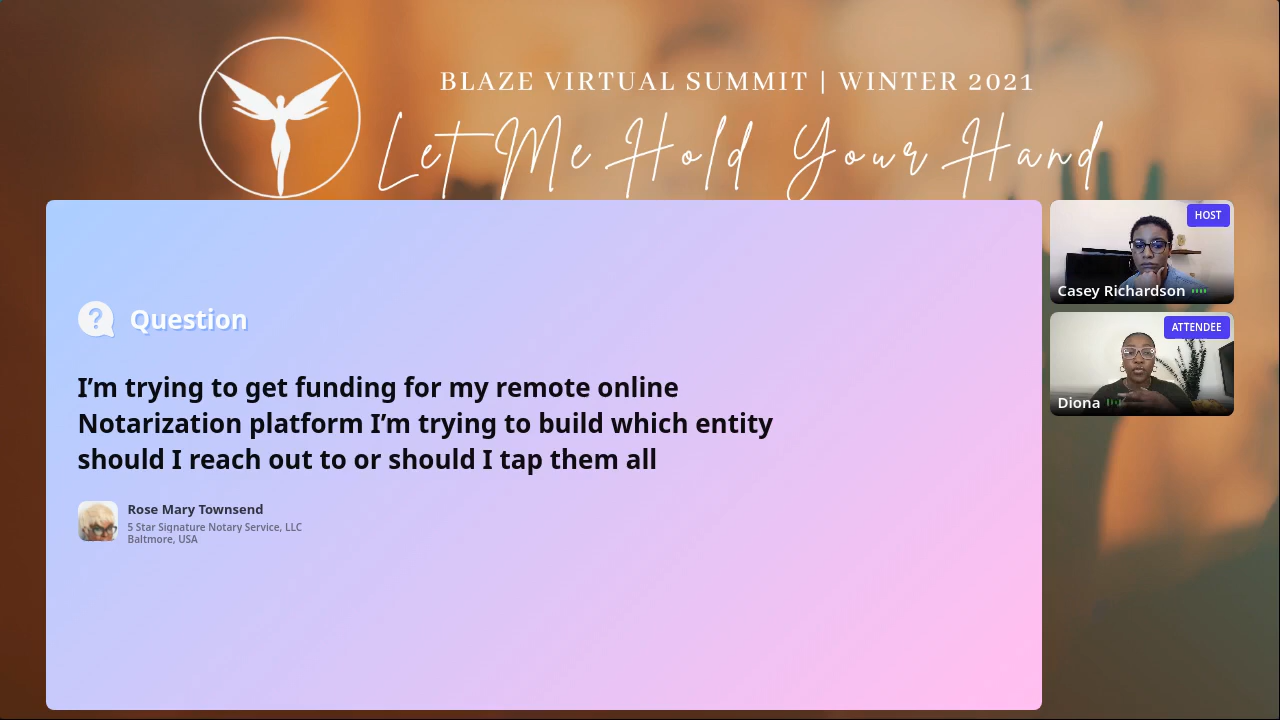 BLAZE VIRTUAL SUMMIT | WINTER 2021
Let Me Hold Your Hand
HOST
Casey Richardson
ATTENDEE
Diona
Question
I'm trying to get funding for my remote online
Notarization platform I'm trying to build which entity
should I reach out to or should I tap them all
Rose Mary Townsend
5 Star Signature Notary Service, LLC
Baltmore, USA